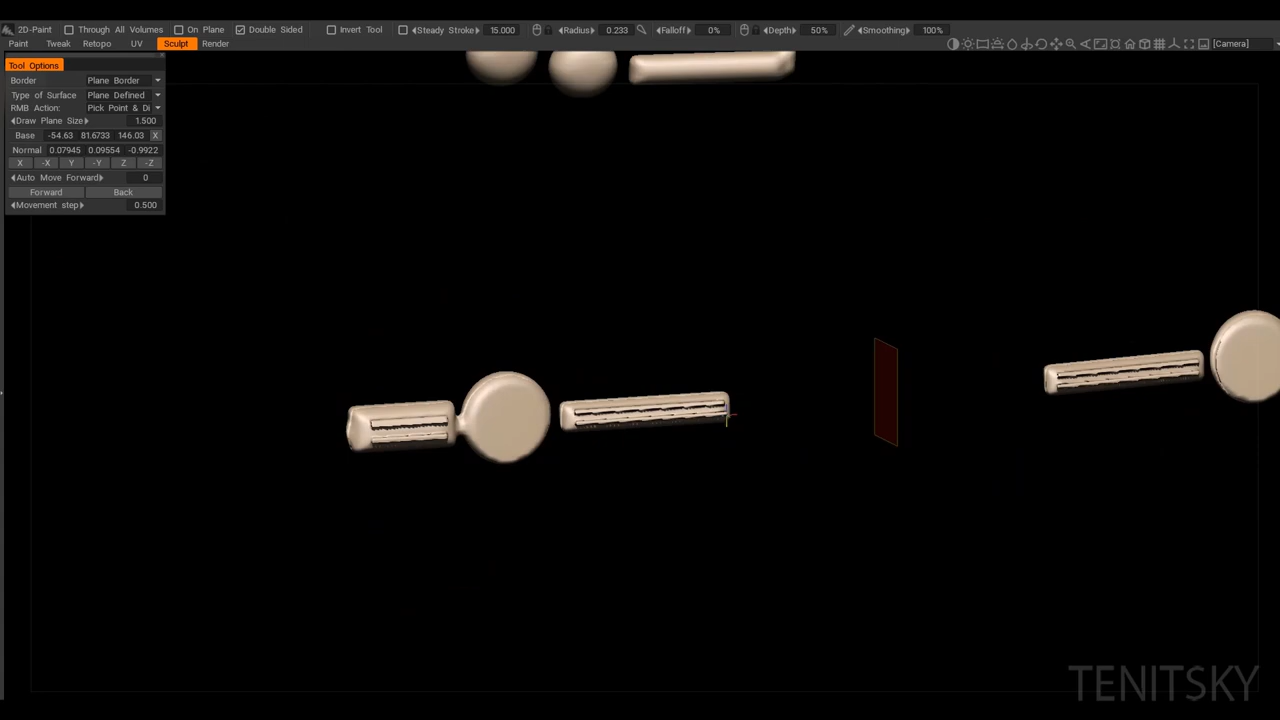 2D-Paint Through All Volumes On Plane Double Sided Invert Tool Steady Stroke 15.000 Radius 0.233 Falloff 0% Depth 50% Smoothing 100%
Paint Tweak Retopo UV Sculpt Render [Camera]
Tool Options
Border Plane Border
Type of Surface Plane Defined
RMB Action: Pick Point & Di
Draw Plane Size 1.500
Base -54.63 81.6733 146.03 X
Normal 0.07945 0.09554 -0.9922
X -X Y -Y Z -Z
Auto Move Forward 0
Forward Back
Movement step 0.500
TENITSKY